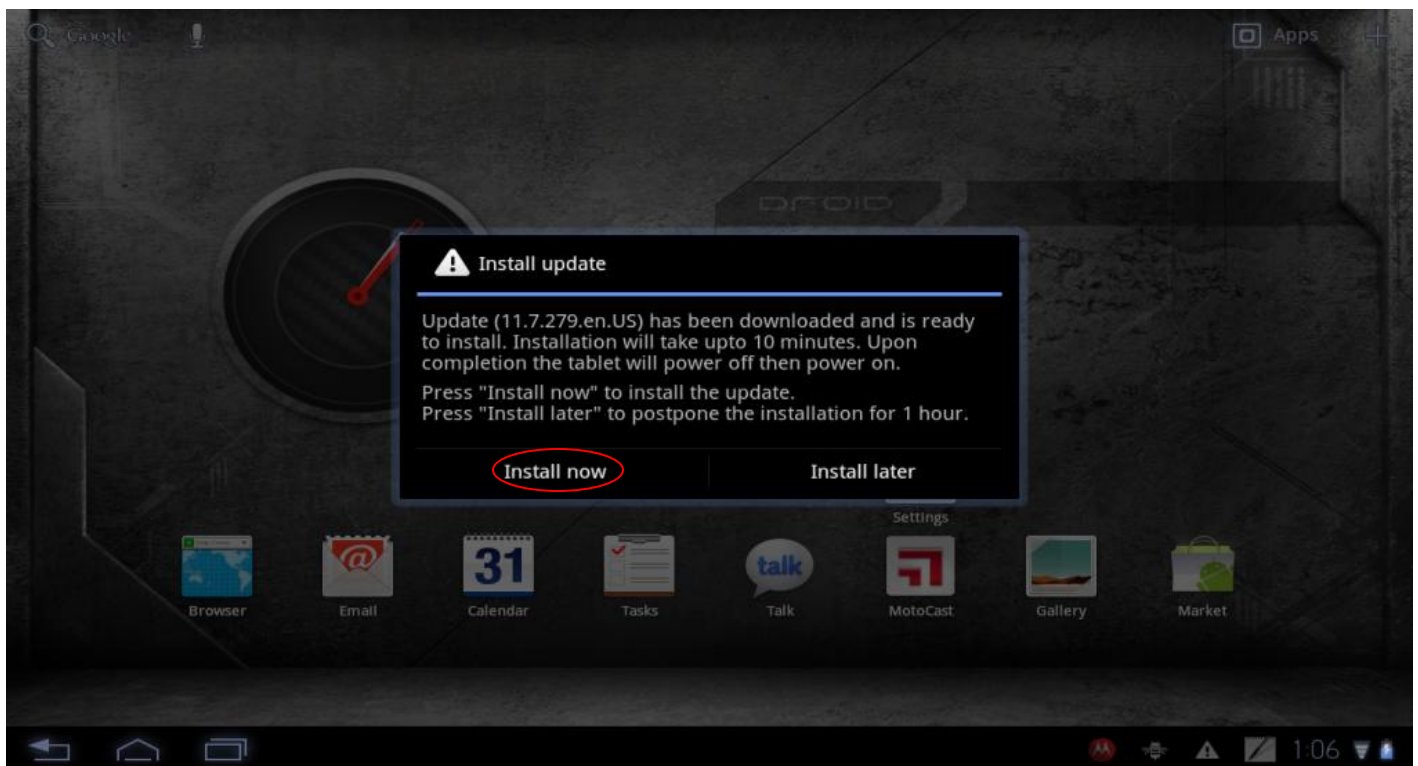 Google
Apps
DROID
Install update
Update (11.7.279.en.US) has been downloaded and is ready
to install. Installation will take upto 10 minutes. Upon
completion the tablet will power off then power on.
Press "Install now" to install the update.
Press "Install later" to postpone the installation for 1 hour.
Install now
Install later
Settings
31
talk
Browser
Email
Calendar
Tasks
Talk
MotoCast
Gallery
Market
1:06